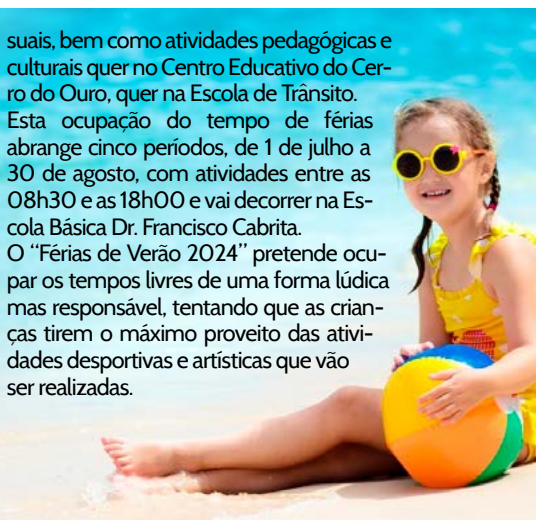 suais, bem como atividades pedagógicas e
culturais quer no Centro Educativo do Cer-
ro do Ouro, quer na Escola de Trânsito.
Esta ocupação do tempo de férias
abrange cinco períodos, de 1 de julho a
30 de agosto, com atividades entre as
08h30 e as 18h00 e vai decorrer na Es-
cola Básica Dr. Francisco Cabrita.
O “Férias de Verão 2024” pretende ocu-
par os tempos livres de uma forma lúdica
mas responsável, tentando que as crian-
ças tirem o máximo proveito das ativi-
dades desportivas e artísticas que vão
ser realizadas.